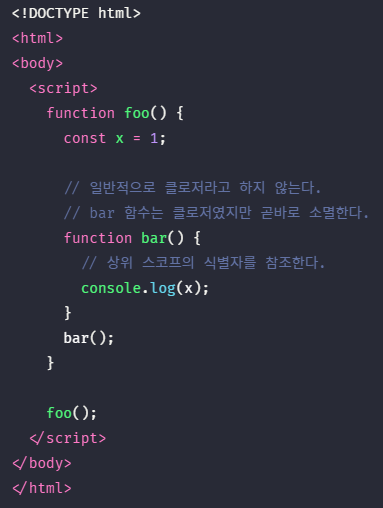 <!DOCTYPE html>
<html>
<body>
  <script>
    function foo() {
      const x = 1;

      // 일반적으로 클로저라고 하지 않는다.
      // bar 함수는 클로저였지만 곧바로 소멸한다.
      function bar() {
        // 상위 스코프의 식별자를 참조한다.
        console.log(x);
      }
      bar();
    }

    foo();
  </script>
</body>
</html>